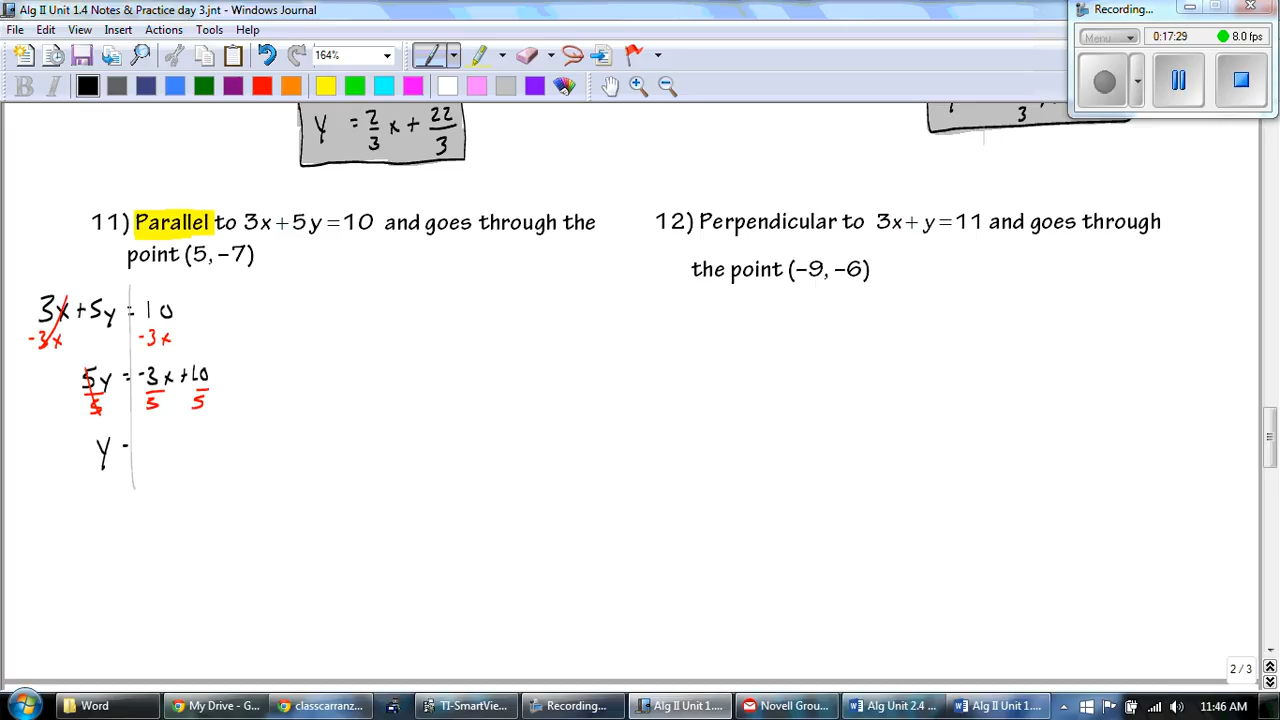 Alg II Unit 1.4 Notes & Practice day 3.jnt - Windows Journal
Recording...
File Edit View Insert Actions Tools Help
Menu 0:17:29 8.0 fps
164%
B I
y = 2/3 x + 22/3
3
11) Parallel to 3x + 5y = 10 and goes through the
point (5, −7)
12) Perpendicular to 3x + y = 11 and goes through
the point (−9, −6)
3x + 5y = 10
-3x -3x
5y = -3x + 10
5 5 5
y =
2 / 3
Word My Drive - G... classcarranz... TI-SmartVie... Recording... Alg II Unit 1.... Novell Grou... Alg Unit 2.4 ... Alg II Unit 1.... 11:46 AM